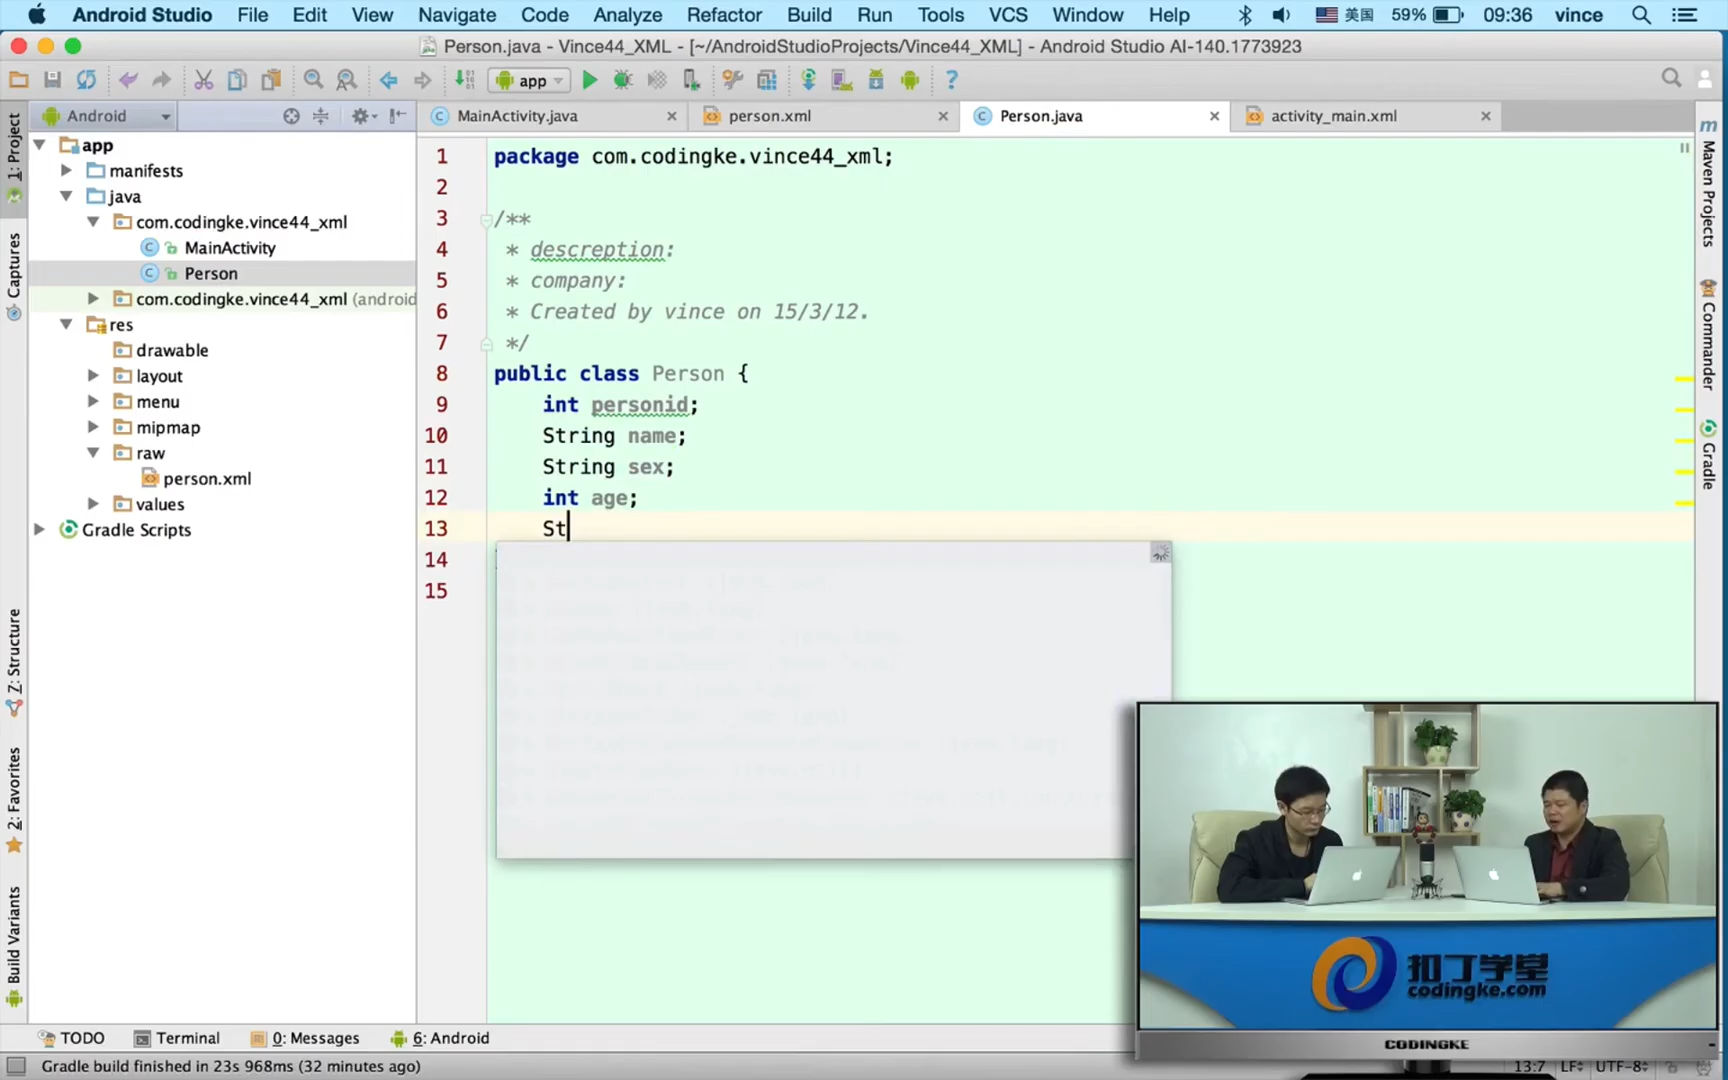 Android Studio File Edit View Navigate Code Analyze Refactor Build Run Tools VCS Window Help 美国 59% 09:36 vince
Person.java - Vince44_XML - [~/AndroidStudioProjects/Vince44_XML] - Android Studio AI-140.1773923
app
Android
MainActivity.java
person.xml
Person.java
activity_main.xml
1: Project
Captures
Z: Structure
2: Favorites
Build Variants
app
manifests
java
com.codingke.vince44_xml
MainActivity
Person
com.codingke.vince44_xml (android
res
drawable
layout
menu
mipmap
raw
person.xml
values
Gradle Scripts
1 package com.codingke.vince44_xml;
2
3 /**
4 * descreption:
5 * company:
6 * Created by vince on 15/3/12.
7 */
8 public class Person {
9 int personid;
10 String name;
11 String sex;
12 int age;
13 St
14
15
m Maven Projects
Commander
Gradle
扣丁学堂
codingke.com
CODINGKE
TODO Terminal 0: Messages 6: Android
Gradle build finished in 23s 968ms (32 minutes ago)
13:7 LF UTF-8